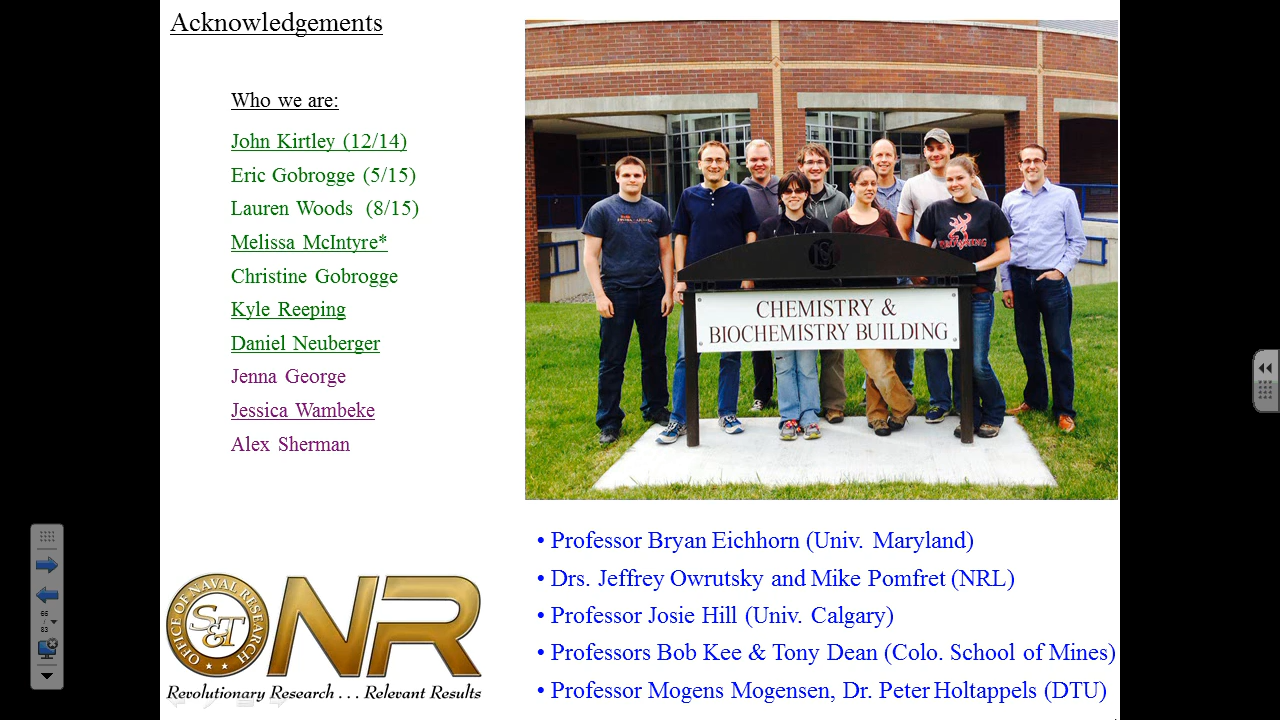 Acknowledgements
Who we are:
John Kirtley (12/14)
Eric Gobrogge (5/15)
Lauren Woods (8/15)
Melissa McIntyre*
Christine Gobrogge
Kyle Reeping
Daniel Neuberger
Jenna George
Jessica Wambeke
Alex Sherman
CHEMISTRY &
BIOCHEMISTRY BUILDING
• Professor Bryan Eichhorn (Univ. Maryland)
• Drs. Jeffrey Owrutsky and Mike Pomfret (NRL)
• Professor Josie Hill (Univ. Calgary)
• Professors Bob Kee & Tony Dean (Colo. School of Mines)
• Professor Mogens Mogensen, Dr. Peter Holtappels (DTU)
OFFICE OF NAVAL RESEARCH
S&T
ONR
Revolutionary Research . . . Relevant Results
66
/
83